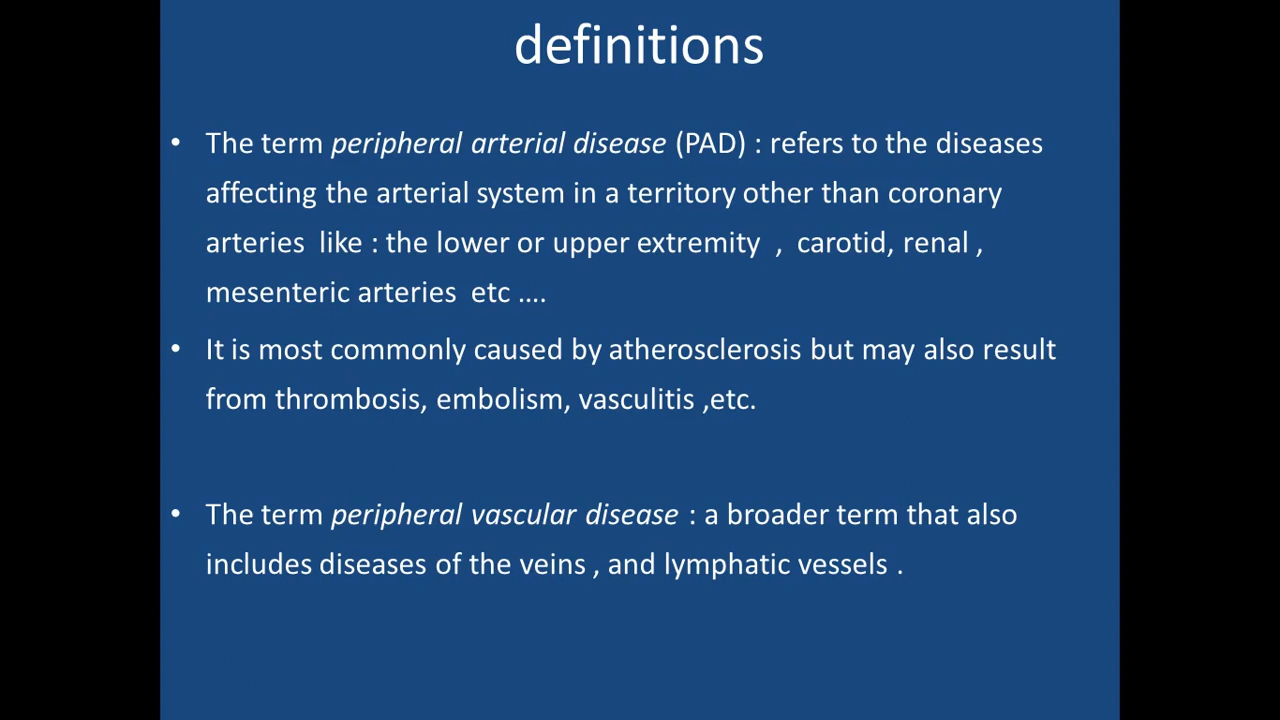 definitions
• The term peripheral arterial disease (PAD) : refers to the diseases
affecting the arterial system in a territory other than coronary
arteries  like : the lower or upper extremity  ,  carotid, renal ,
mesenteric arteries  etc ....
• It is most commonly caused by atherosclerosis but may also result
from thrombosis, embolism, vasculitis ,etc.
• The term peripheral vascular disease : a broader term that also
includes diseases of the veins , and lymphatic vessels .